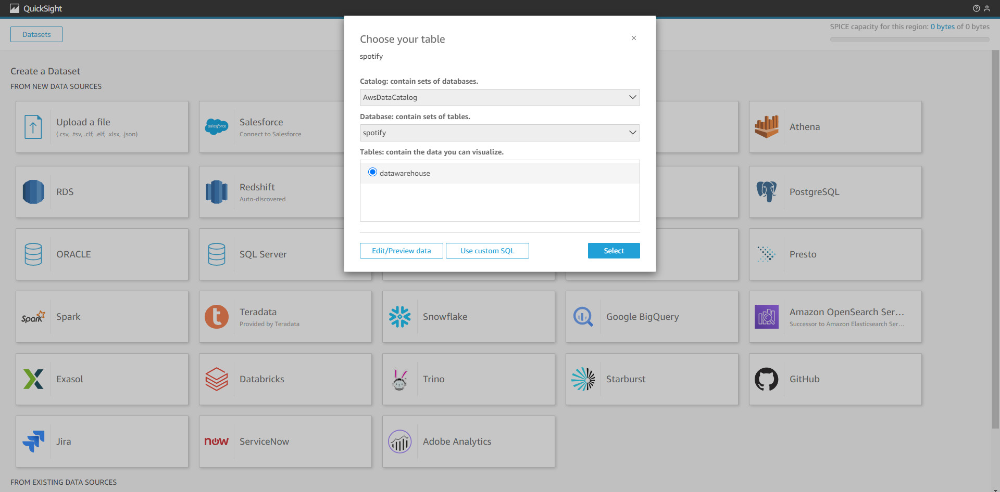 QuickSight
Datasets
SPICE capacity for this region: 0 bytes of 0 bytes
Choose your table
spotify
Catalog: contain sets of databases.
AwsDataCatalog
Database: contain sets of tables.
spotify
Tables: contain the data you can visualize.
datawarehouse
Edit/Preview data
Use custom SQL
Select
Create a Dataset
FROM NEW DATA SOURCES
Upload a file
(.csv, .tsv, .clf, .elf, .xlsx, .json)
salesforce
Salesforce
Connect to Salesforce
Athena
RDS
Redshift
Auto-discovered
PostgreSQL
ORACLE
SQL Server
Presto
Spark
Spark
t
Teradata
Provided by Teradata
Snowflake
Google BigQuery
Amazon OpenSearch Ser...
Successor to Amazon Elasticsearch Ser...
Exasol
Databricks
Trino
Starburst
GitHub
Jira
now
ServiceNow
Adobe Analytics
FROM EXISTING DATA SOURCES